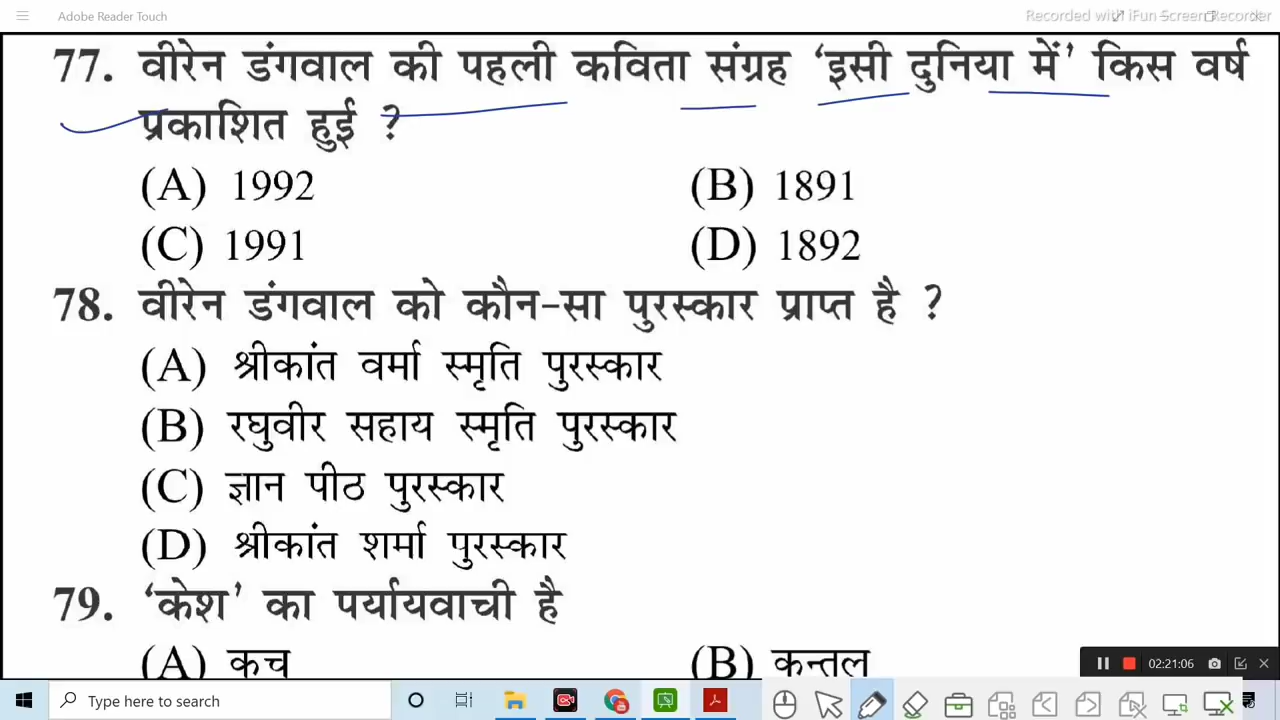 Adobe Reader Touch
Recorded with iFun Screen Recorder
77. वीरेन डंगवाल की पहली कविता संग्रह ‘इसी दुनिया में’ किस वर्ष
प्रकाशित हुई ?
(A) 1992 (B) 1891
(C) 1991 (D) 1892
78. वीरेन डंगवाल को कौन-सा पुरस्कार प्राप्त है ?
(A) श्रीकांत वर्मा स्मृति पुरस्कार
(B) रघुवीर सहाय स्मृति पुरस्कार
(C) ज्ञान पीठ पुरस्कार
(D) श्रीकांत शर्मा पुरस्कार
79. ‘केश’ का पर्यायवाची है
(A) कच (B) कन्तल
02:21:06
Type here to search